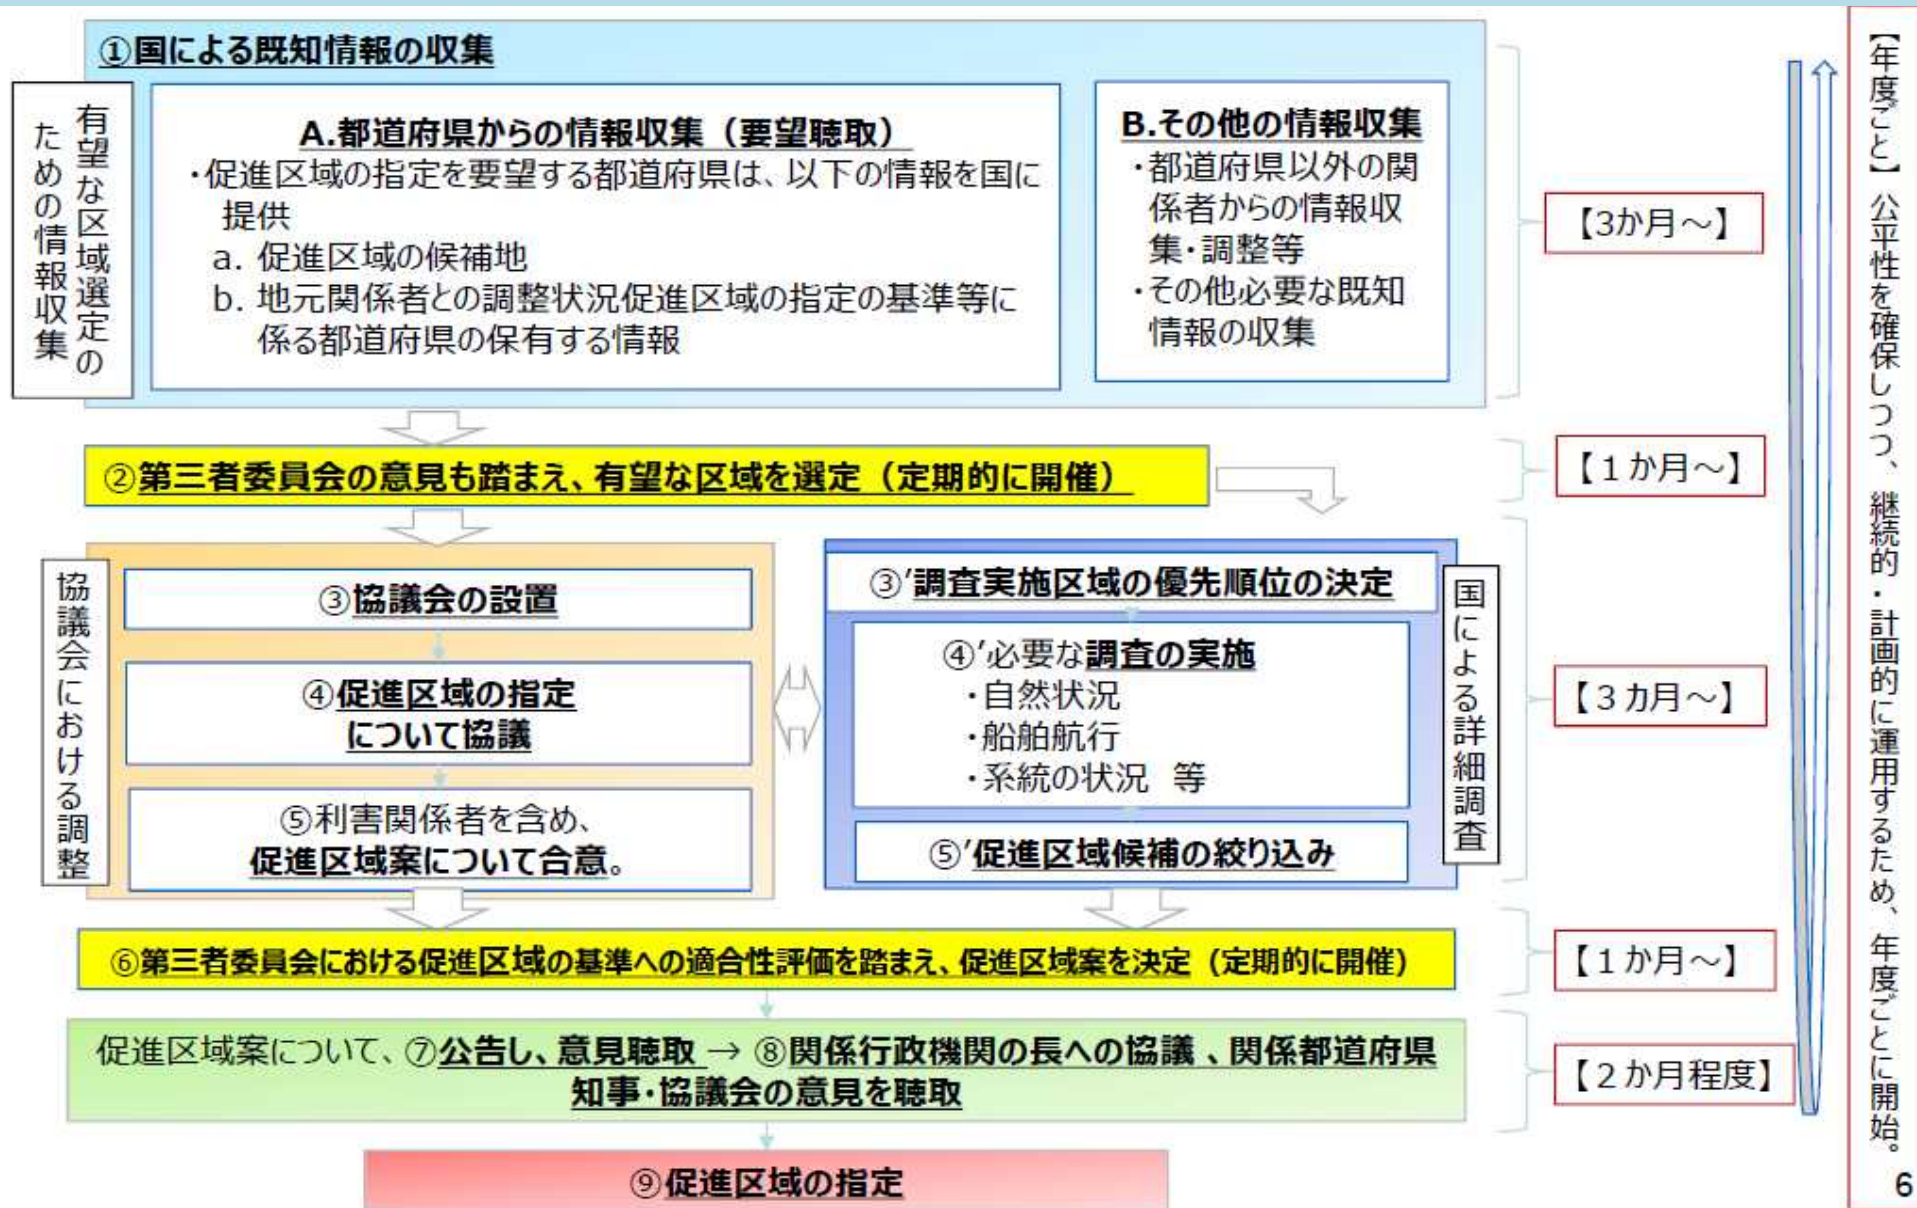 ①国による既知情報の収集
有望な区域選定の
ための情報収集
A.都道府県からの情報収集（要望聴取）
・促進区域の指定を要望する都道府県は、以下の情報を国に
提供
a. 促進区域の候補地
b. 地元関係者との調整状況促進区域の指定の基準等に
係る都道府県の保有する情報
B.その他の情報収集
・都道府県以外の関
係者からの情報収
集・調整等
・その他必要な既知
情報の収集
【3か月～】
②第三者委員会の意見も踏まえ、有望な区域を選定（定期的に開催）
【１か月～】
協議会における調整
③協議会の設置
④促進区域の指定
について協議
⑤利害関係者を含め、
促進区域案について合意。
③’調査実施区域の優先順位の決定
④’必要な調査の実施
・自然状況
・船舶航行
・系統の状況　等
⑤’促進区域候補の絞り込み
国による詳細調査
【３カ月～】
⑥第三者委員会における促進区域の基準への適合性評価を踏まえ、促進区域案を決定（定期的に開催）
【１か月～】
促進区域案について、⑦公告し、意見聴取 → ⑧関係行政機関の長への協議 、関係都道府県
知事・協議会の意見を聴取
【２か月程度】
⑨促進区域の指定
【年度ごと】公平性を確保しつつ、継続的・計画的に運用するため、年度ごとに開始。
6